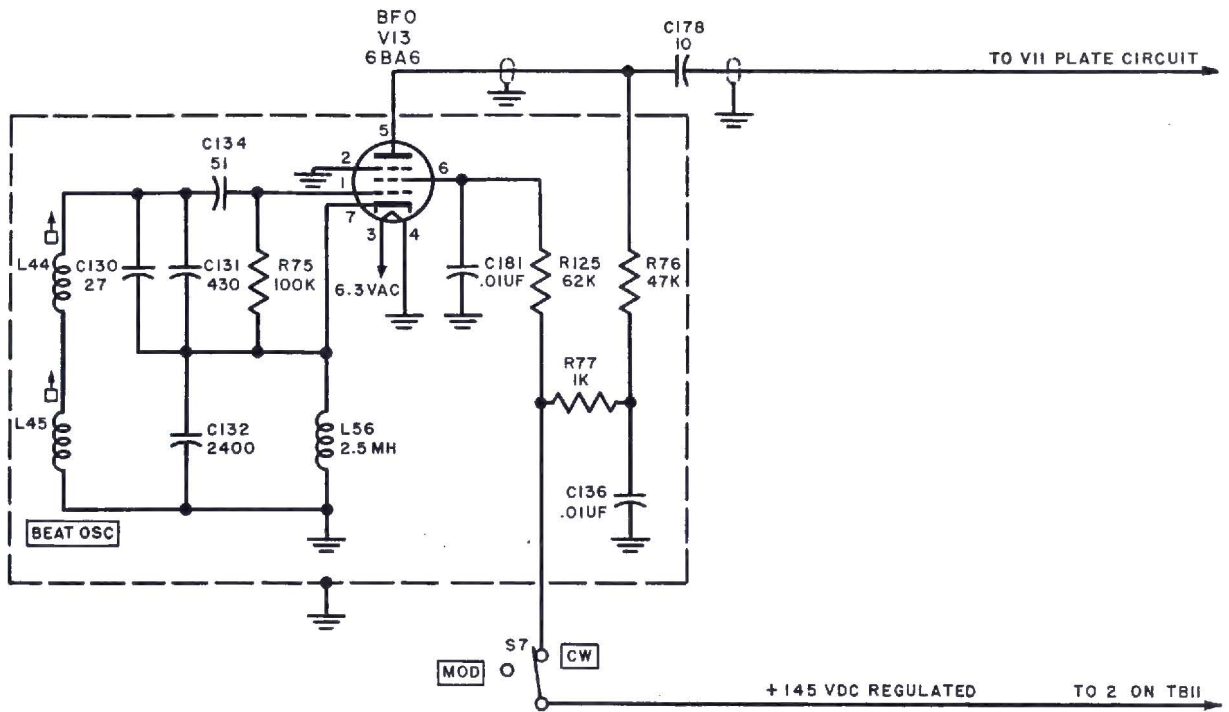 BFO
V13
6BA6
C178
10
TO V11 PLATE CIRCUIT
C134
51
5
2
1
7
6
3
4
L44
C130
27
C131
430
R75
100K
6.3VAC
C181
.01UF
R125
62K
R76
47K
R77
1K
L45
C132
2400
L56
2.5MH
C136
.01UF
BEAT OSC
S7
MOD
CW
+145 VDC REGULATED
TO 2 ON TB11